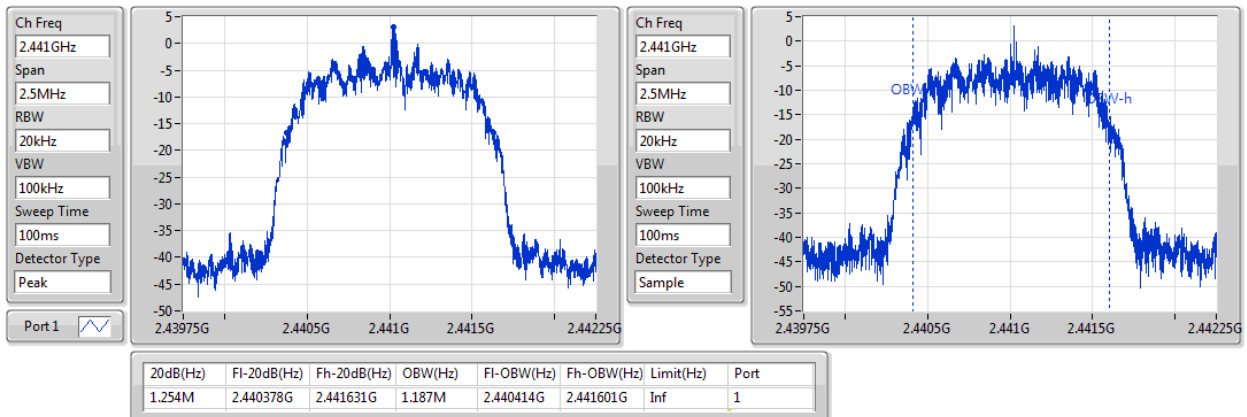 Ch Freq
2.441GHz
Span
2.5MHz
RBW
20kHz
VBW
100kHz
Sweep Time
100ms
Detector Type
Peak
Port 1
5
0
-5
-10
-15
-20
-25
-30
-35
-40
-45
-50
2.43975G 2.4405G 2.441G 2.4415G 2.44225G
Ch Freq
2.441GHz
Span
2.5MHz
RBW
20kHz
VBW
100kHz
Sweep Time
100ms
Detector Type
Sample
5
0
-5
-10
-15
-20
-25
-30
-35
-40
-45
-50
-55
2.43975G 2.4405G 2.441G 2.4415G 2.44225G
20dB(Hz) Fl-20dB(Hz) Fh-20dB(Hz) OBW(Hz) Fl-OBW(Hz) Fh-OBW(Hz) Limit(Hz) Port
1.254M 2.440378G 2.441631G 1.187M 2.440414G 2.441601G Inf 1